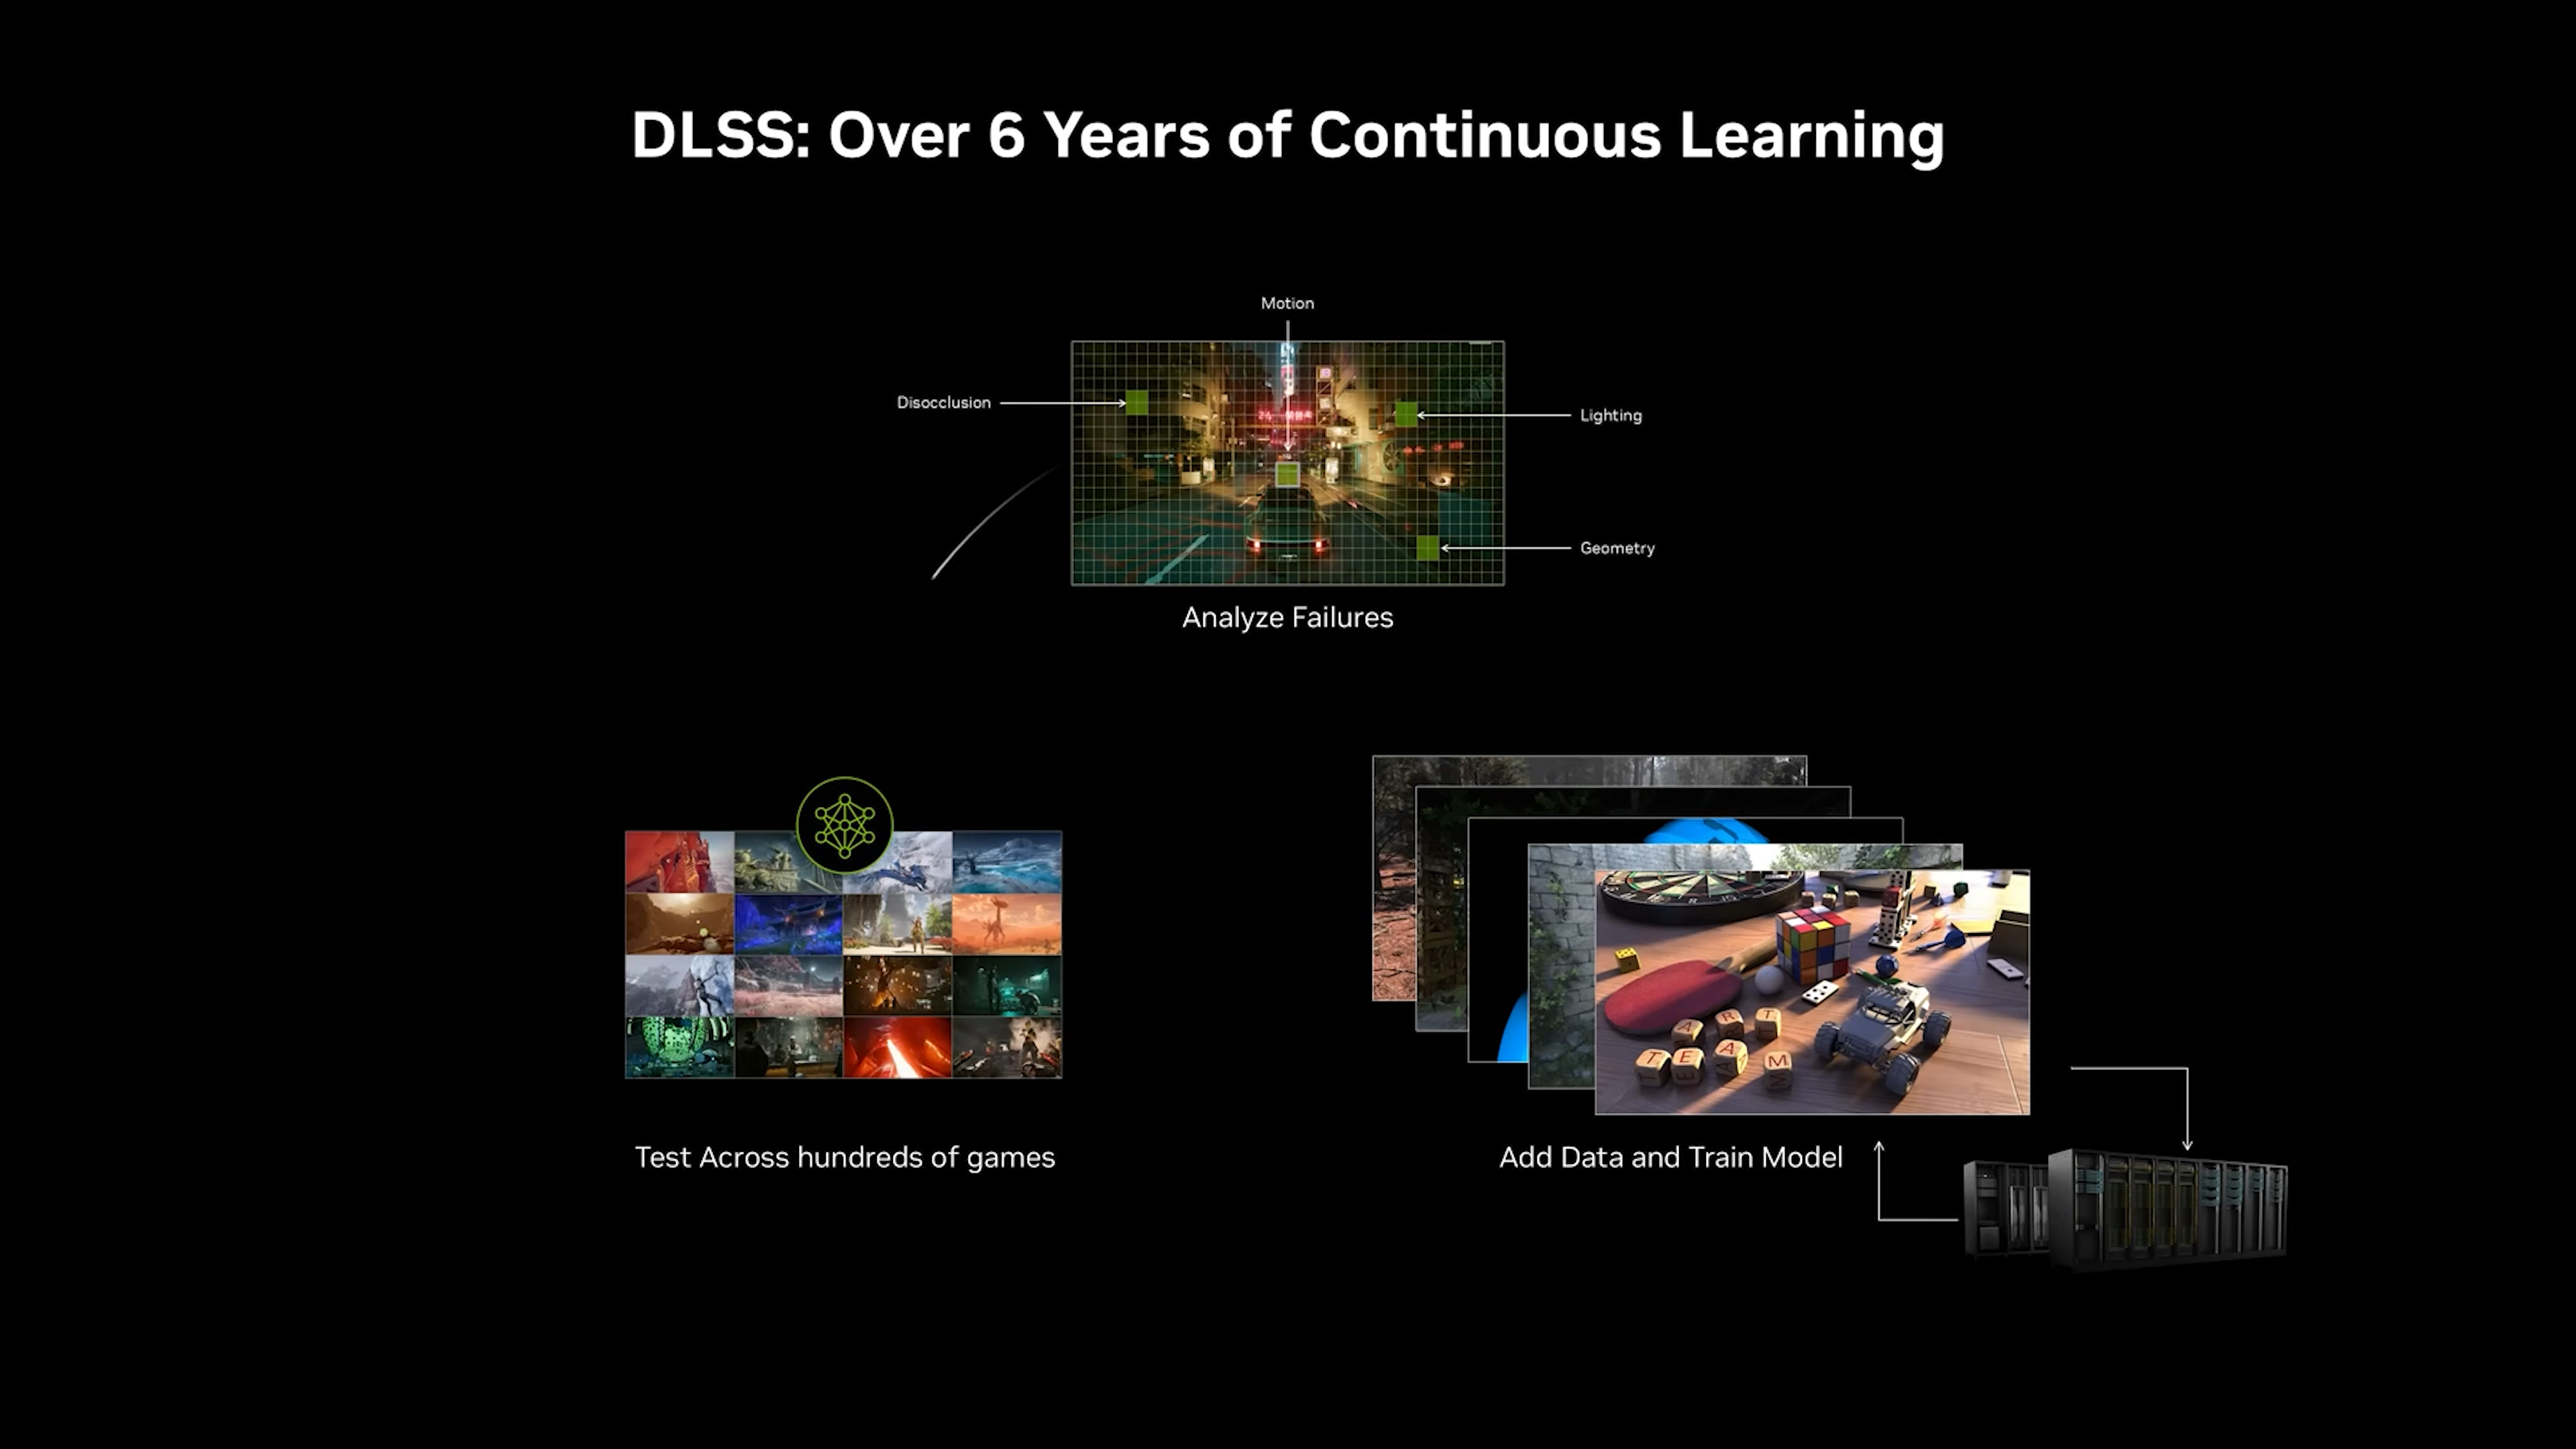 DLSS: Over 6 Years of Continuous Learning
Motion
Disocclusion
Lighting
Geometry
Analyze Failures
A R T
T E A M
Test Across hundreds of games
Add Data and Train Model